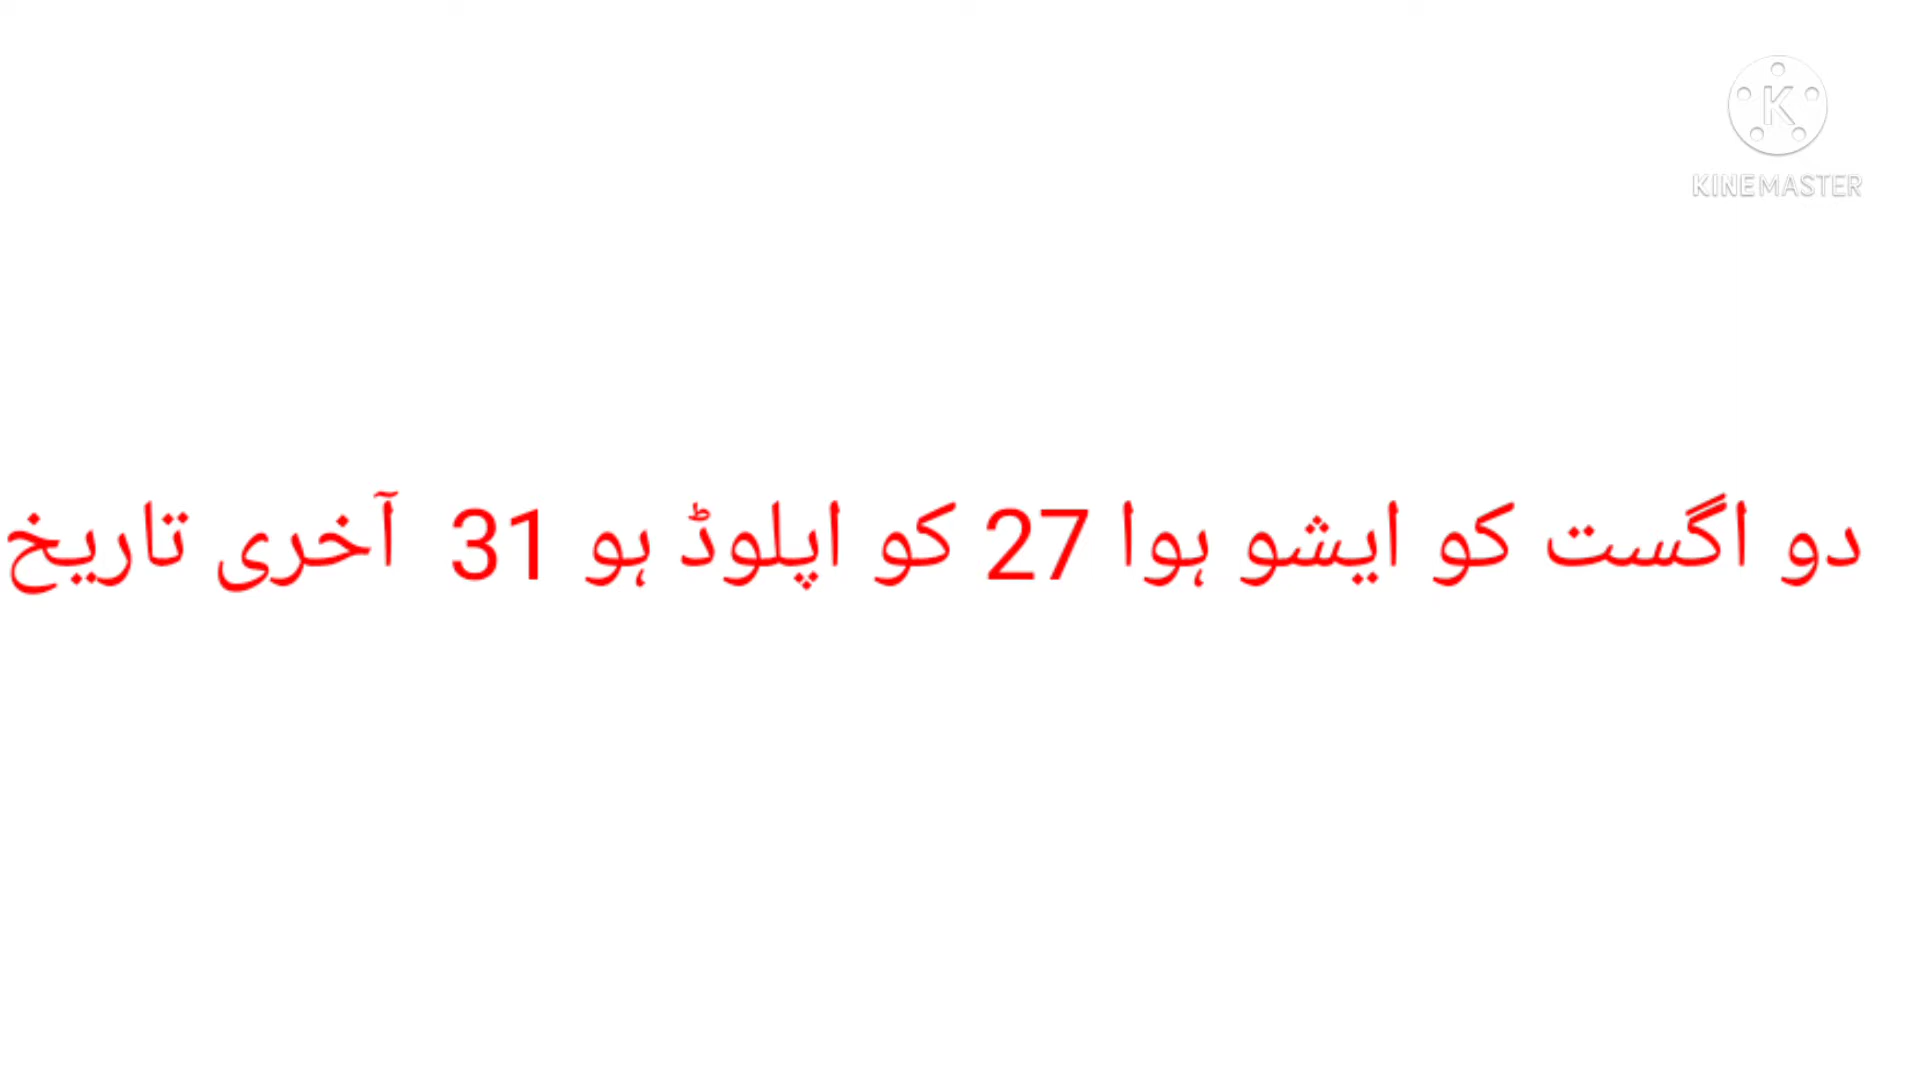 K
KINEMASTER
دو اگست کو ایشو ہوا 27 کو اپلوڈ ہو 31 آخری تاریخ